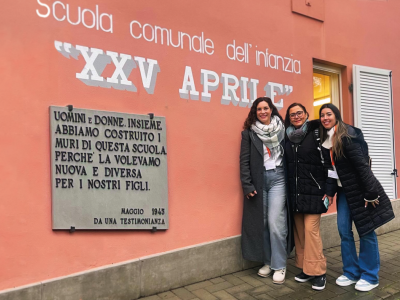 scuola comunale dell'infanzia
"XXV APRILE"
UOMINI E DONNE INSIEME
ABBIAMO COSTRUITO I
MURI DI QUESTA SCUOLA
PERCHÉ LA VOLEVAMO
NUOVA E DIVERSA
PER I NOSTRI FIGLI.
MAGGIO 1945
DA UNA TESTIMONIANZA